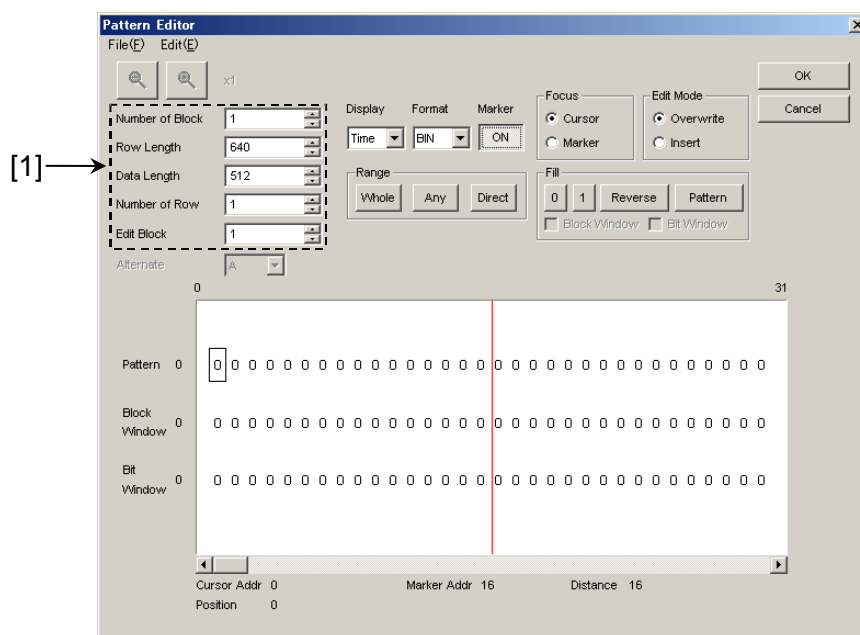 Pattern Editor
File(F) Edit(E)
x1
OK
Cancel
[1]
Number of Block 1
Row Length 640
Data Length 512
Number of Row 1
Edit Block 1
Alternate A
Display Format Marker
Time BIN ON
Focus
Cursor
Marker
Edit Mode
Overwrite
Insert
Range
Whole Any Direct
Fill
0 1 Reverse Pattern
Block Window Bit Window
0 31
Pattern 0 0 0 0 0 0 0 0 0 0 0 0 0 0 0 0 0 0 0 0 0 0 0 0 0 0 0 0 0 0 0 0 0
Block
Window 0 0 0 0 0 0 0 0 0 0 0 0 0 0 0 0 0 0 0 0 0 0 0 0 0 0 0 0 0 0 0 0 0
Bit
Window 0 0 0 0 0 0 0 0 0 0 0 0 0 0 0 0 0 0 0 0 0 0 0 0 0 0 0 0 0 0 0 0 0
Cursor Addr 0 Marker Addr 16 Distance 16
Position 0